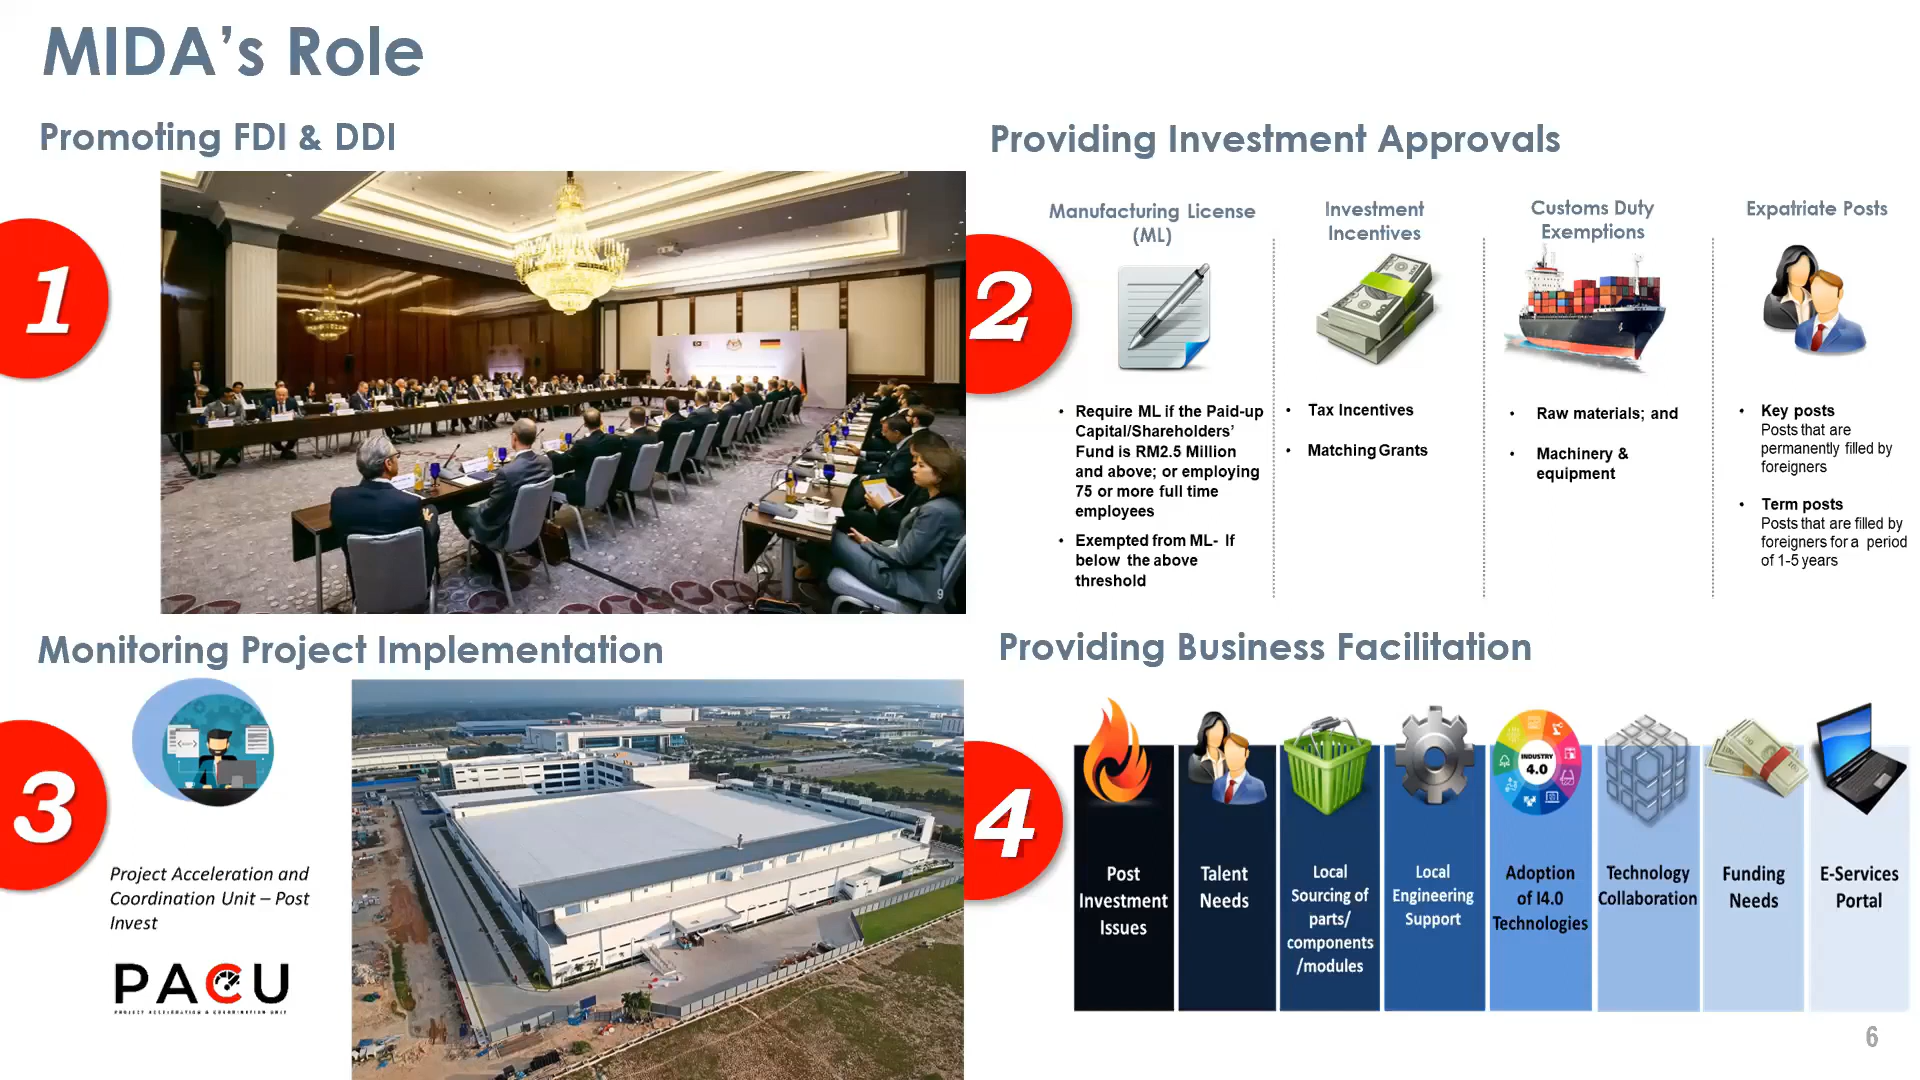 MIDA’s Role
Promoting FDI & DDI
1
9
Providing Investment Approvals
2
Manufacturing License
(ML)
• Require ML if the Paid-up
Capital/Shareholders’
Fund is RM2.5 Million
and above; or employing
75 or more full time
employees
• Exempted from ML- If
below the above
threshold
Investment
Incentives
• Tax Incentives
• Matching Grants
Customs Duty
Exemptions
• Raw materials; and
• Machinery &
equipment
Expatriate Posts
• Key posts
Posts that are
permanently filled by
foreigners
• Term posts
Posts that are filled by
foreigners for a period
of 1-5 years
Monitoring Project Implementation
3
Project Acceleration and
Coordination Unit – Post
Invest
PACU
PROJECT ACCELERATION & COORDINATION UNIT
Providing Business Facilitation
4
Post
Investment
Issues
Talent
Needs
Local
Sourcing of
parts/
components
/modules
Local
Engineering
Support
INDUSTRY
4.0
Adoption
of I4.0
Technologies
Technology
Collaboration
Funding
Needs
E-Services
Portal
6